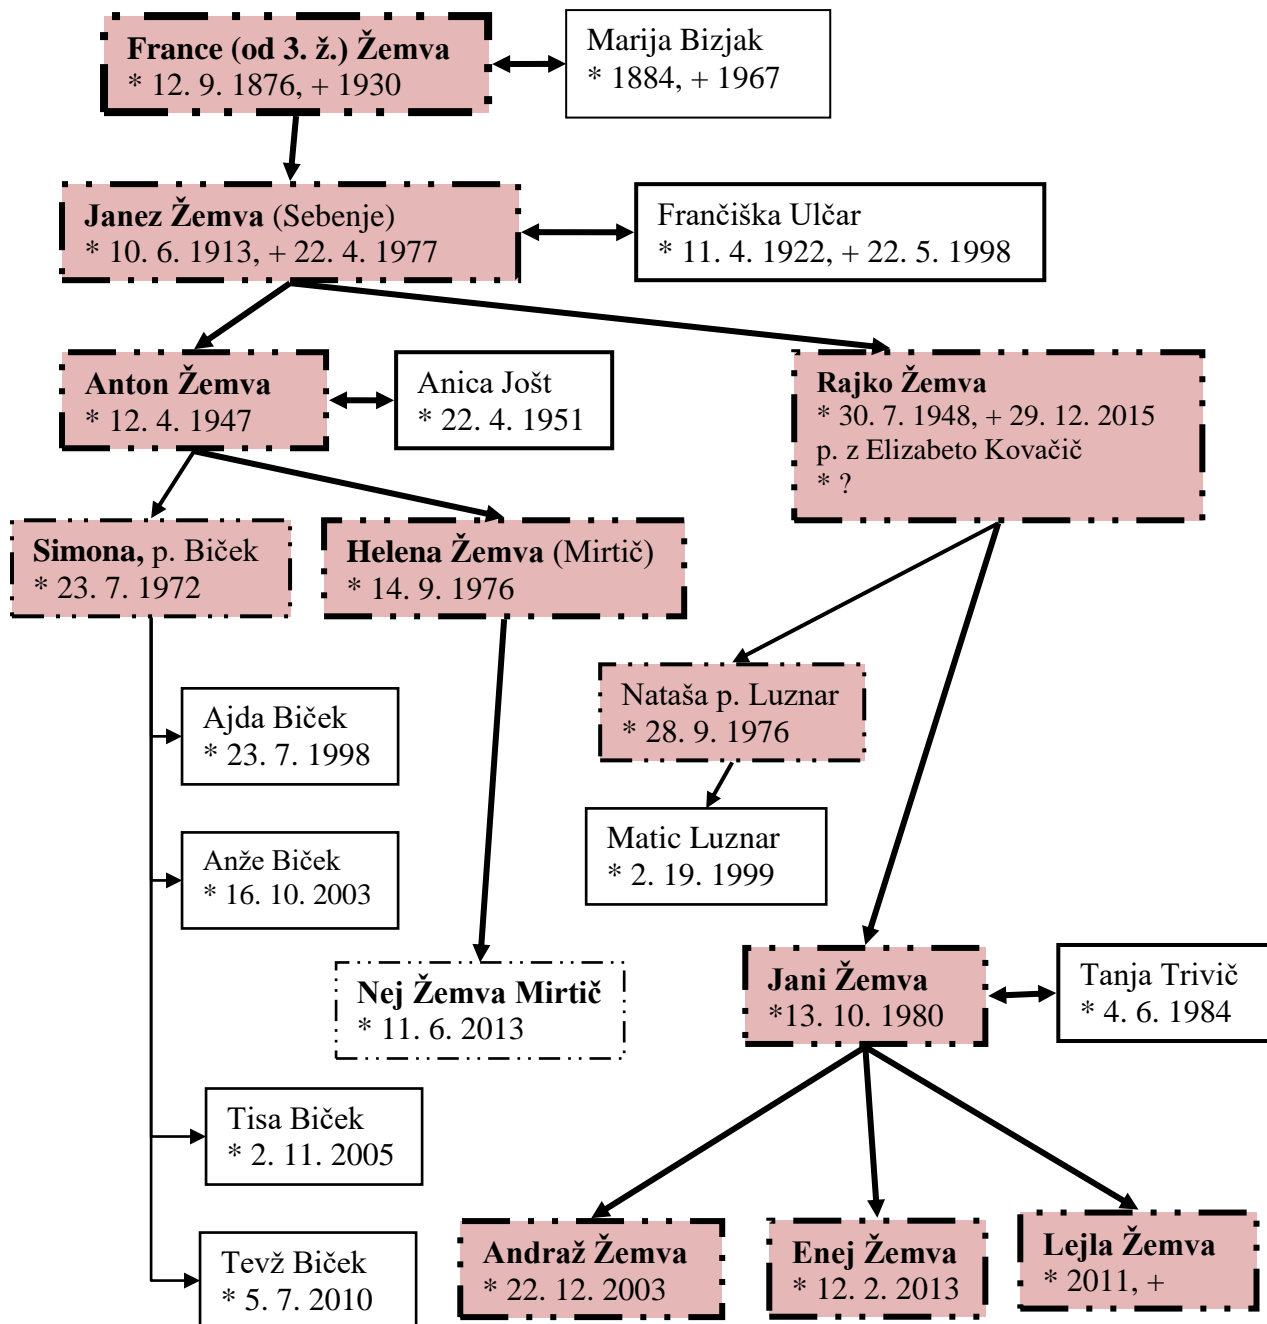 France (od 3. ž.) Žemva
* 12. 9. 1876, + 1930
Marija Bizjak
* 1884, + 1967
Janez Žemva (Sebenje)
* 10. 6. 1913, + 22. 4. 1977
Frančiška Ulčar
* 11. 4. 1922, + 22. 5. 1998
Anton Žemva
* 12. 4. 1947
Anica Jošt
* 22. 4. 1951
Rajko Žemva
* 30. 7. 1948, + 29. 12. 2015
p. z Elizabeto Kovačič
* ?
Simona, p. Biček
* 23. 7. 1972
Helena Žemva (Mirtič)
* 14. 9. 1976
Nataša p. Luznar
* 28. 9. 1976
Ajda Biček
* 23. 7. 1998
Matic Luznar
* 2. 19. 1999
Anže Biček
* 16. 10. 2003
Nej Žemva Mirtič
* 11. 6. 2013
Jani Žemva
*13. 10. 1980
Tanja Trivič
* 4. 6. 1984
Tisa Biček
* 2. 11. 2005
Tevž Biček
* 5. 7. 2010
Andraž Žemva
* 22. 12. 2003
Enej Žemva
* 12. 2. 2013
Lejla Žemva
* 2011, +